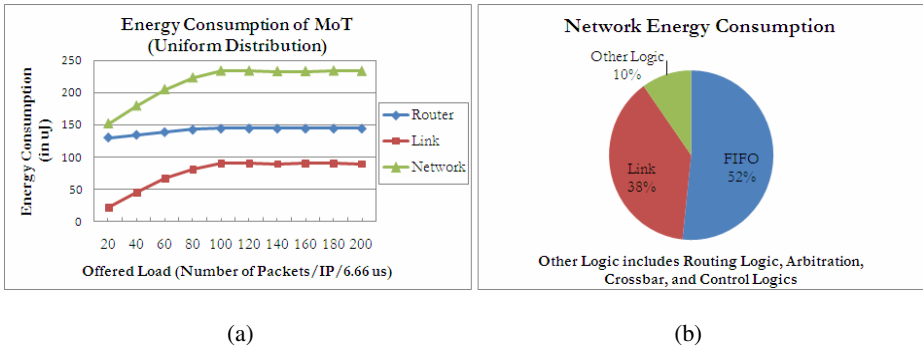 Energy Consumption of MoT
(Uniform Distribution)
Energy Consumption
(in uJ)
250
200
150
100
50
0
20 40 60 80 100 120 140 160 180 200
Offered Load (Number of Packets/IP/6.66 us)
Router
Link
Network
(a)
Network Energy Consumption
Other Logic
10%
Link
38%
FIFO
52%
Other Logic includes Routing Logic, Arbitration,
Crossbar, and Control Logics
(b)